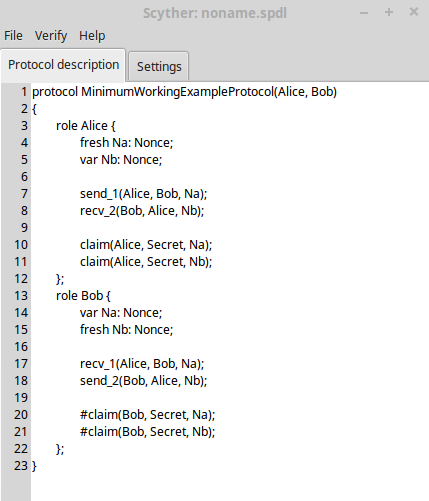 Scyther: noname.spdl
File Verify Help
Protocol description Settings
1 protocol MinimumWorkingExampleProtocol(Alice, Bob)
2 {
3 role Alice {
4 fresh Na: Nonce;
5 var Nb: Nonce;
6
7 send_1(Alice, Bob, Na);
8 recv_2(Bob, Alice, Nb);
9
10 claim(Alice, Secret, Na);
11 claim(Alice, Secret, Nb);
12 };
13 role Bob {
14 var Na: Nonce;
15 fresh Nb: Nonce;
16
17 recv_1(Alice, Bob, Na);
18 send_2(Bob, Alice, Nb);
19
20 #claim(Bob, Secret, Na);
21 #claim(Bob, Secret, Nb);
22 };
23 }